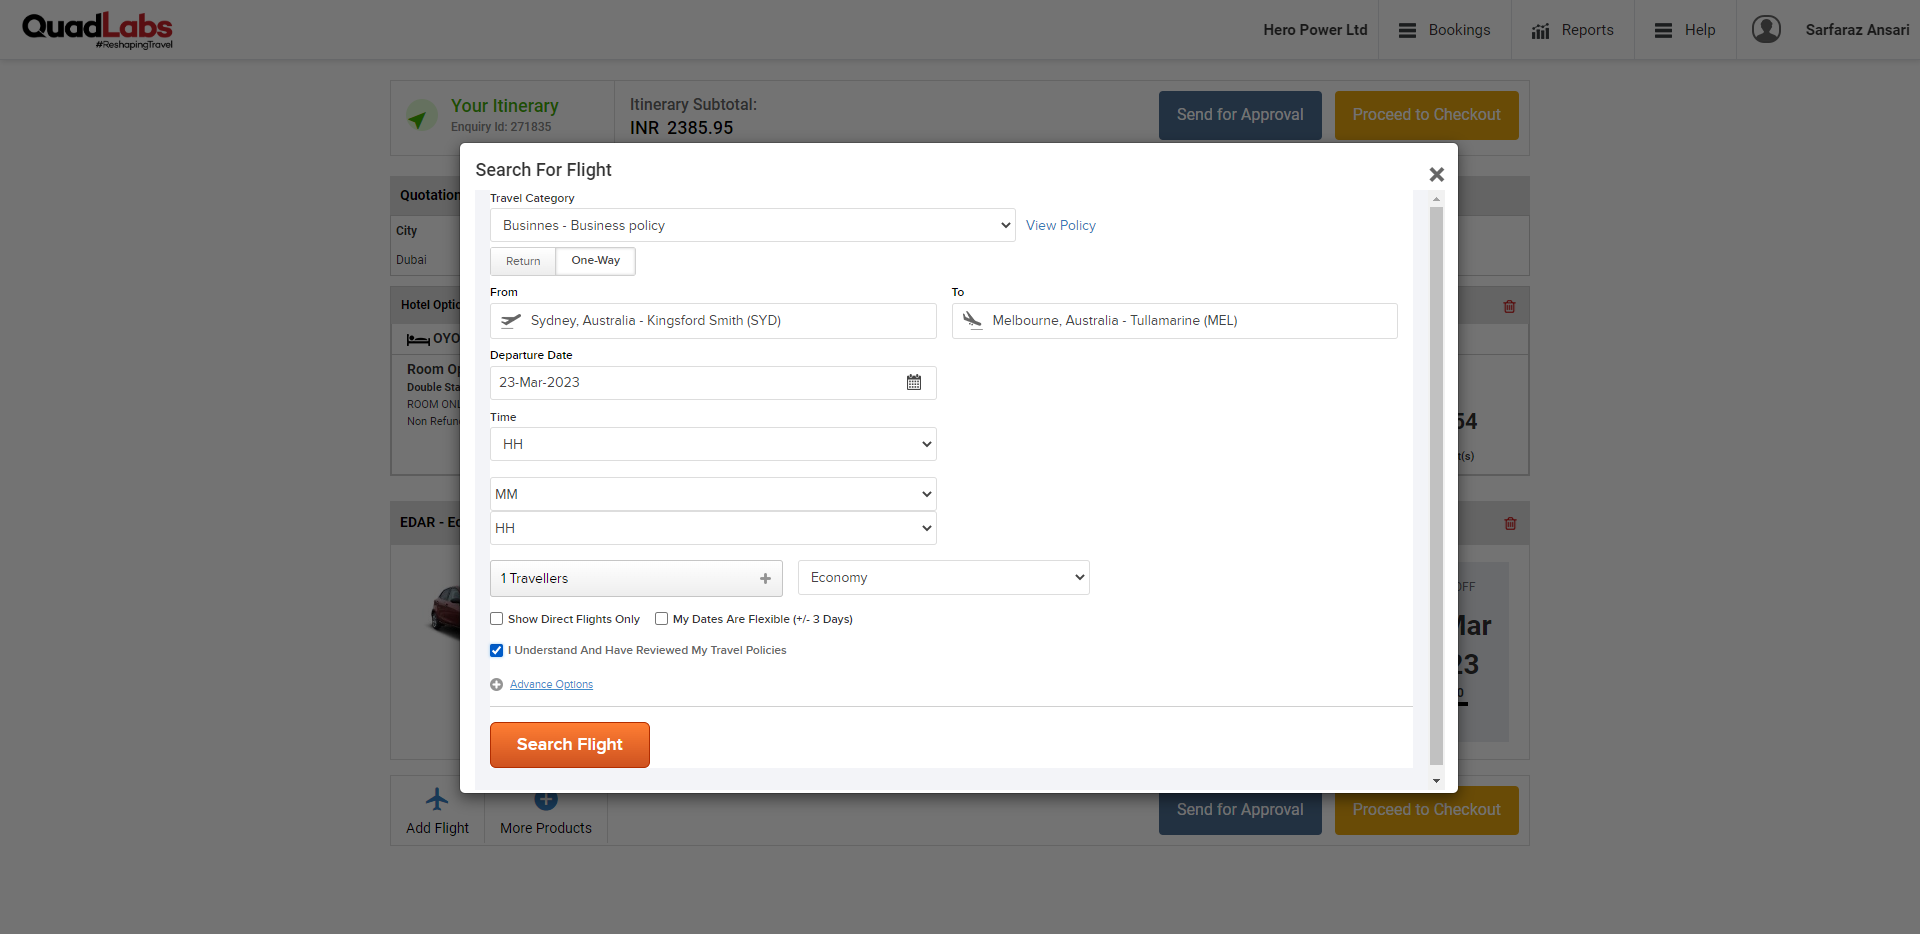 QuadLabs
#ReshapingTravel
Hero Power Ltd
Bookings
Reports
Help
Sarfaraz Ansari
Your Itinerary
Enquiry Id: 271835
Itinerary Subtotal:
INR 2385.95
Send for Approval
Proceed to Checkout
Quotation
City
Dubai
Hotel Optio
OYO
Room Op
Double Sta
ROOM ONL
Non Refun
54
t(s)
EDAR - Ec
OFF
Mar
23
Search For Flight
Travel Category
Businnes - Business policy
View Policy
Return
One-Way
From
To
Sydney, Australia - Kingsford Smith (SYD)
Melbourne, Australia - Tullamarine (MEL)
Departure Date
23-Mar-2023
Time
HH
MM
HH
1 Travellers
Economy
Show Direct Flights Only
My Dates Are Flexible (+/- 3 Days)
I Understand And Have Reviewed My Travel Policies
Advance Options
Search Flight
Add Flight
More Products
Send for Approval
Proceed to Checkout